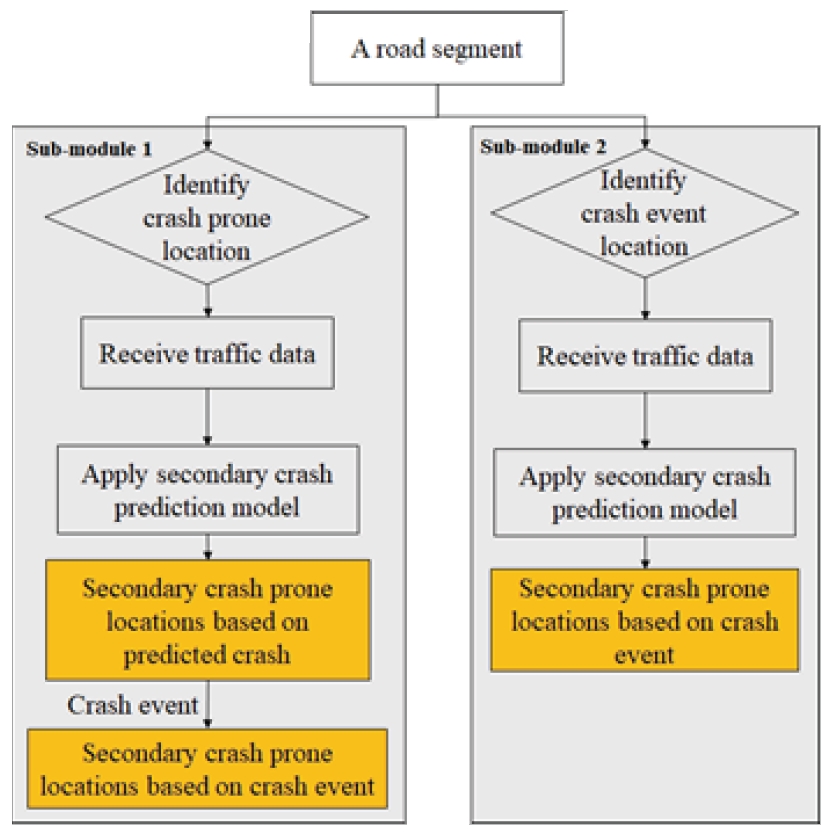 A road segment
Sub-module 1
Identify
crash prone
location
Receive traffic data
Apply secondary crash
prediction model
Secondary crash prone
locations based on
predicted crash
Crash event
Secondary crash prone
locations based on crash event
Sub-module 2
Identify
crash event
location
Receive traffic data
Apply secondary crash
prediction model
Secondary crash prone
locations based on crash
event